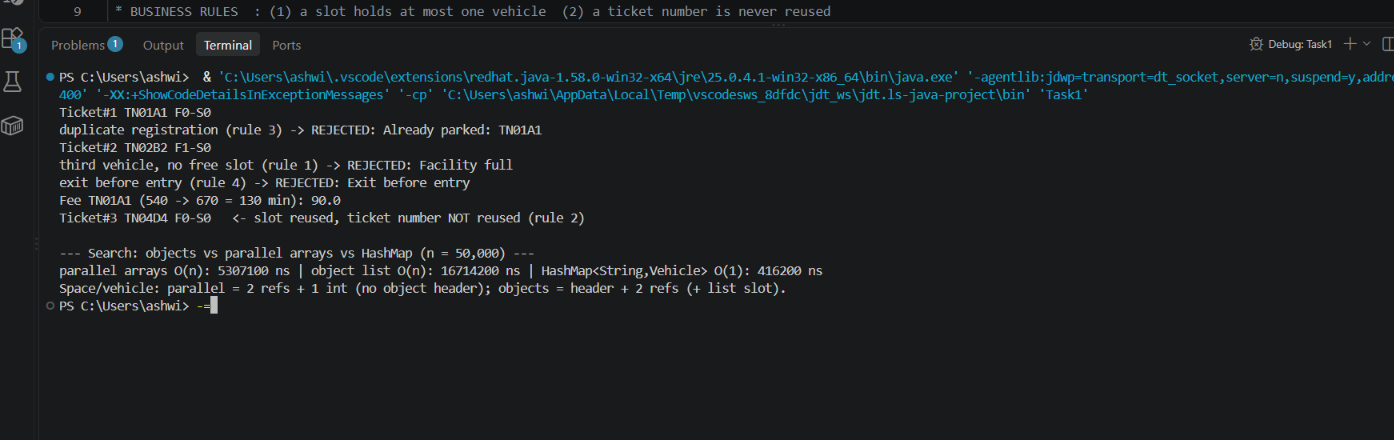 9 * BUSINESS RULES : (1) a slot holds at most one vehicle (2) a ticket number is never reused
Problems 1 Output Terminal Ports
Debug: Task1
1
PS C:\Users\ashwi> & 'C:\Users\ashwi\.vscode\extensions\redhat.java-1.58.0-win32-x64\jre\25.0.4.1-win32-x86_64\bin\java.exe' '-agentlib:jdwp=transport=dt_socket,server=n,suspend=y,addre
400' '-XX:+ShowCodeDetailsInExceptionMessages' '-cp' 'C:\Users\ashwi\AppData\Local\Temp\vscodesws_8dfdc\jdt_ws\jdt.ls-java-project\bin' 'Task1'
Ticket#1 TN01A1 F0-S0
duplicate registration (rule 3) -> REJECTED: Already parked: TN01A1
Ticket#2 TN02B2 F1-S0
third vehicle, no free slot (rule 1) -> REJECTED: Facility full
exit before entry (rule 4) -> REJECTED: Exit before entry
Fee TN01A1 (540 -> 670 = 130 min): 90.0
Ticket#3 TN04D4 F0-S0 <- slot reused, ticket number NOT reused (rule 2)
--- Search: objects vs parallel arrays vs HashMap (n = 50,000) ---
parallel arrays O(n): 5307100 ns | object list O(n): 16714200 ns | HashMap<String,Vehicle> O(1): 416200 ns
Space/vehicle: parallel = 2 refs + 1 int (no object header); objects = header + 2 refs (+ list slot).
PS C:\Users\ashwi> -=